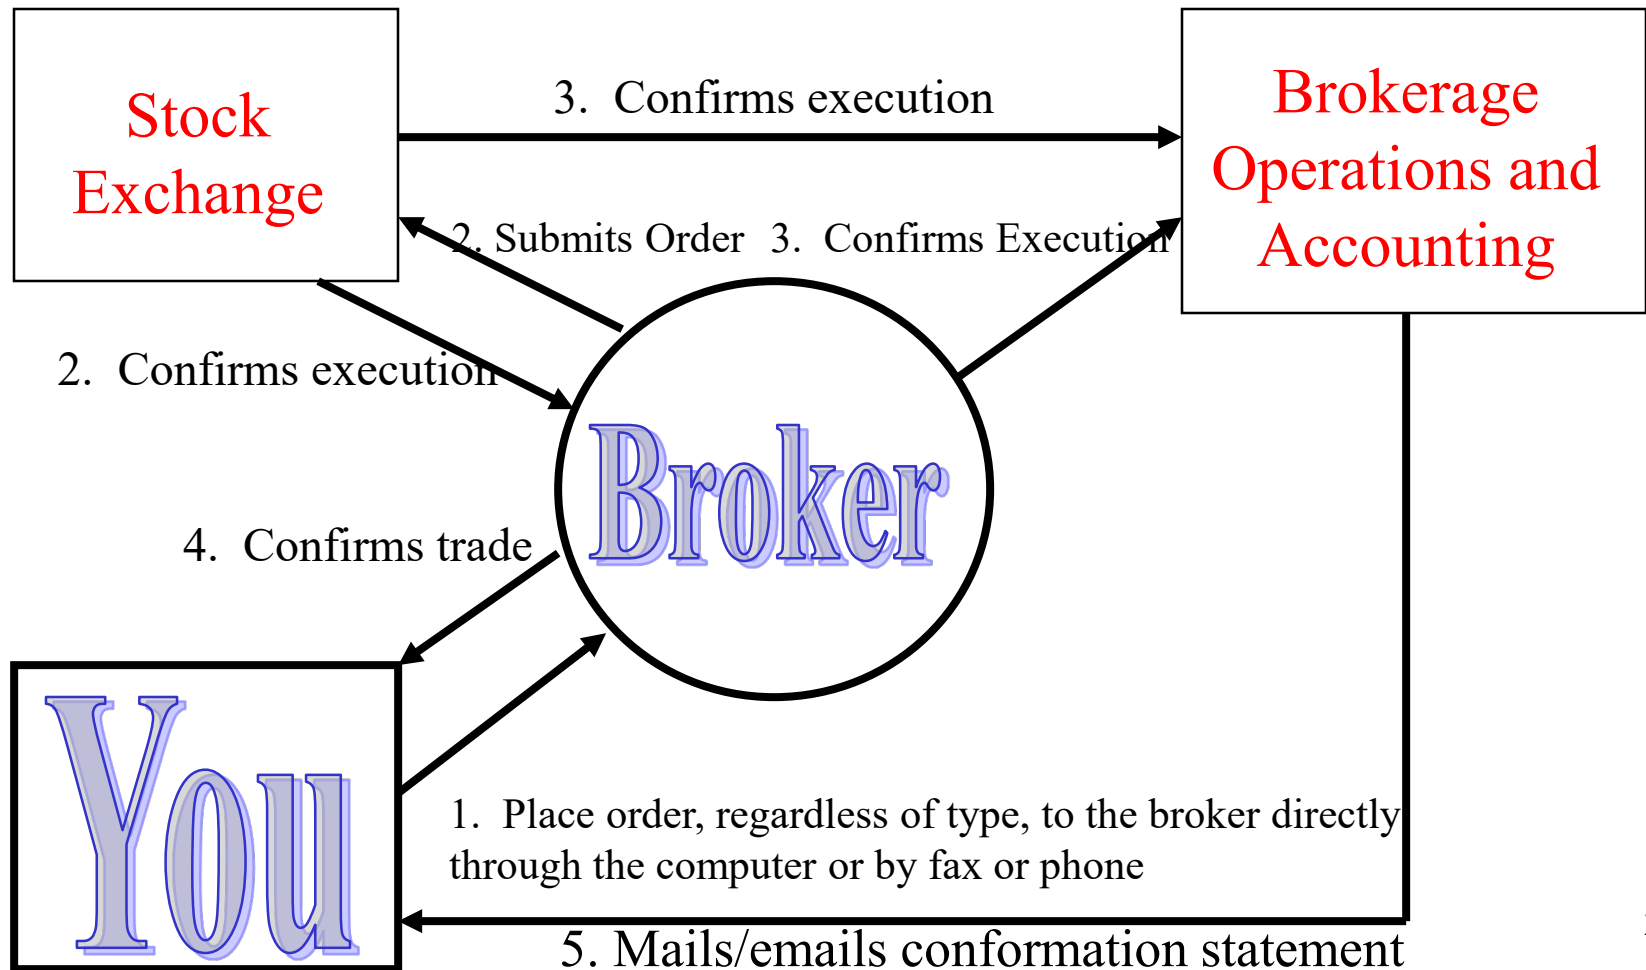 Stock
Exchange
3.  Confirms execution
Brokerage
Operations and
Accounting
2. Submits Order
3.  Confirms Execution
2.  Confirms execution
Broker
4.  Confirms trade
You
1.  Place order, regardless of type, to the broker directly
through the computer or by fax or phone
5. Mails/emails conformation statement